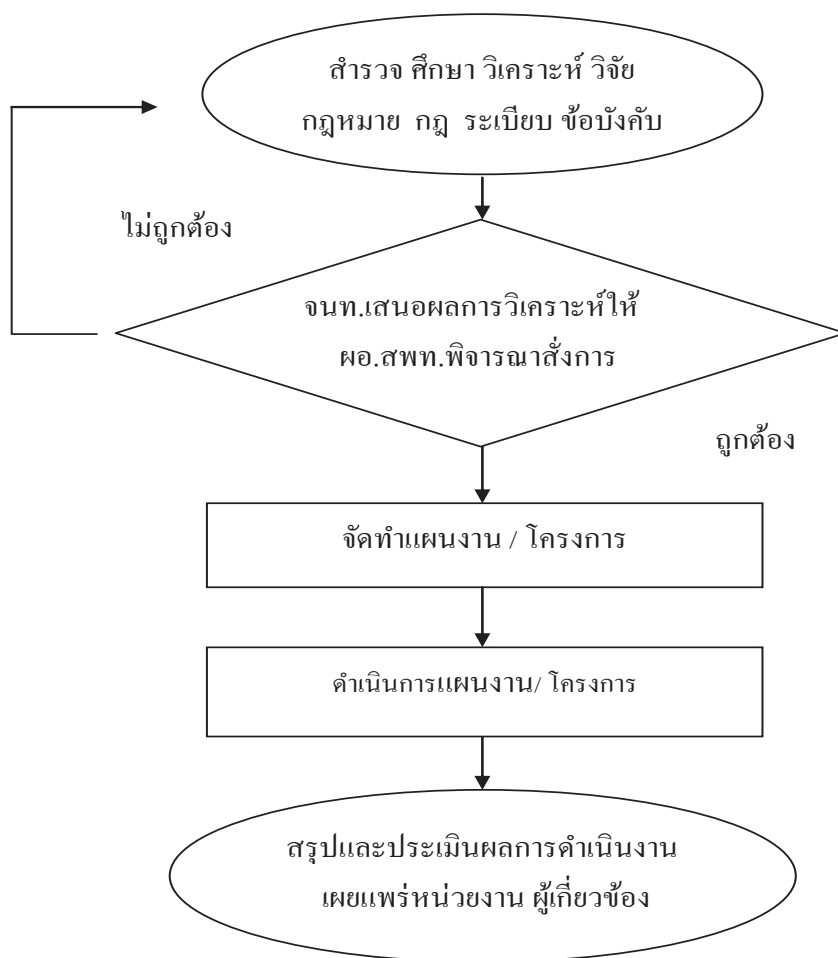 สำรวจ ศึกษา วิเคราะห์ วิจัย
กฎหมาย กฎ ระเบียบ ข้อบังคับ
ไม่ถูกต้อง
จนท.เสนอผลการวิเคราะห์ให้
ผอ.สพท.พิจารณาสั่งการ
ถูกต้อง
จัดทำแผนงาน / โครงการ
ดำเนินการแผนงาน/ โครงการ
สรุปและประเมินผลการดำเนินงาน
เผยแพร่หน่วยงาน ผู้เกี่ยวข้อง